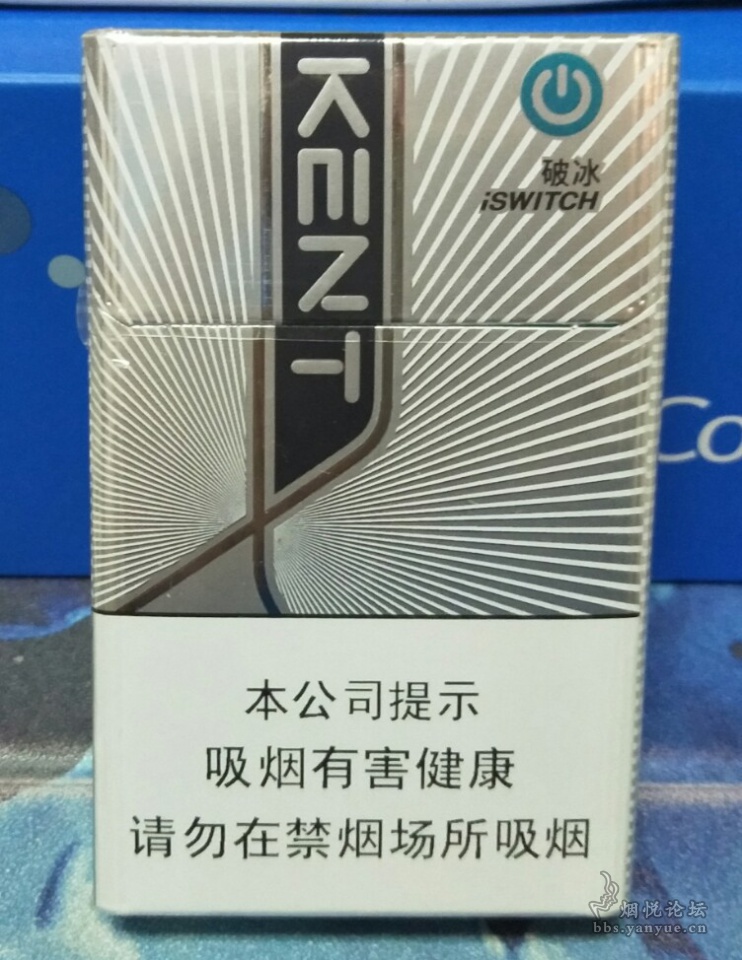 KENT
破冰
iSWITCH
Co
本公司提示
吸烟有害健康
请勿在禁烟场所吸烟
烟悦论坛
bbs.yanyue.cn